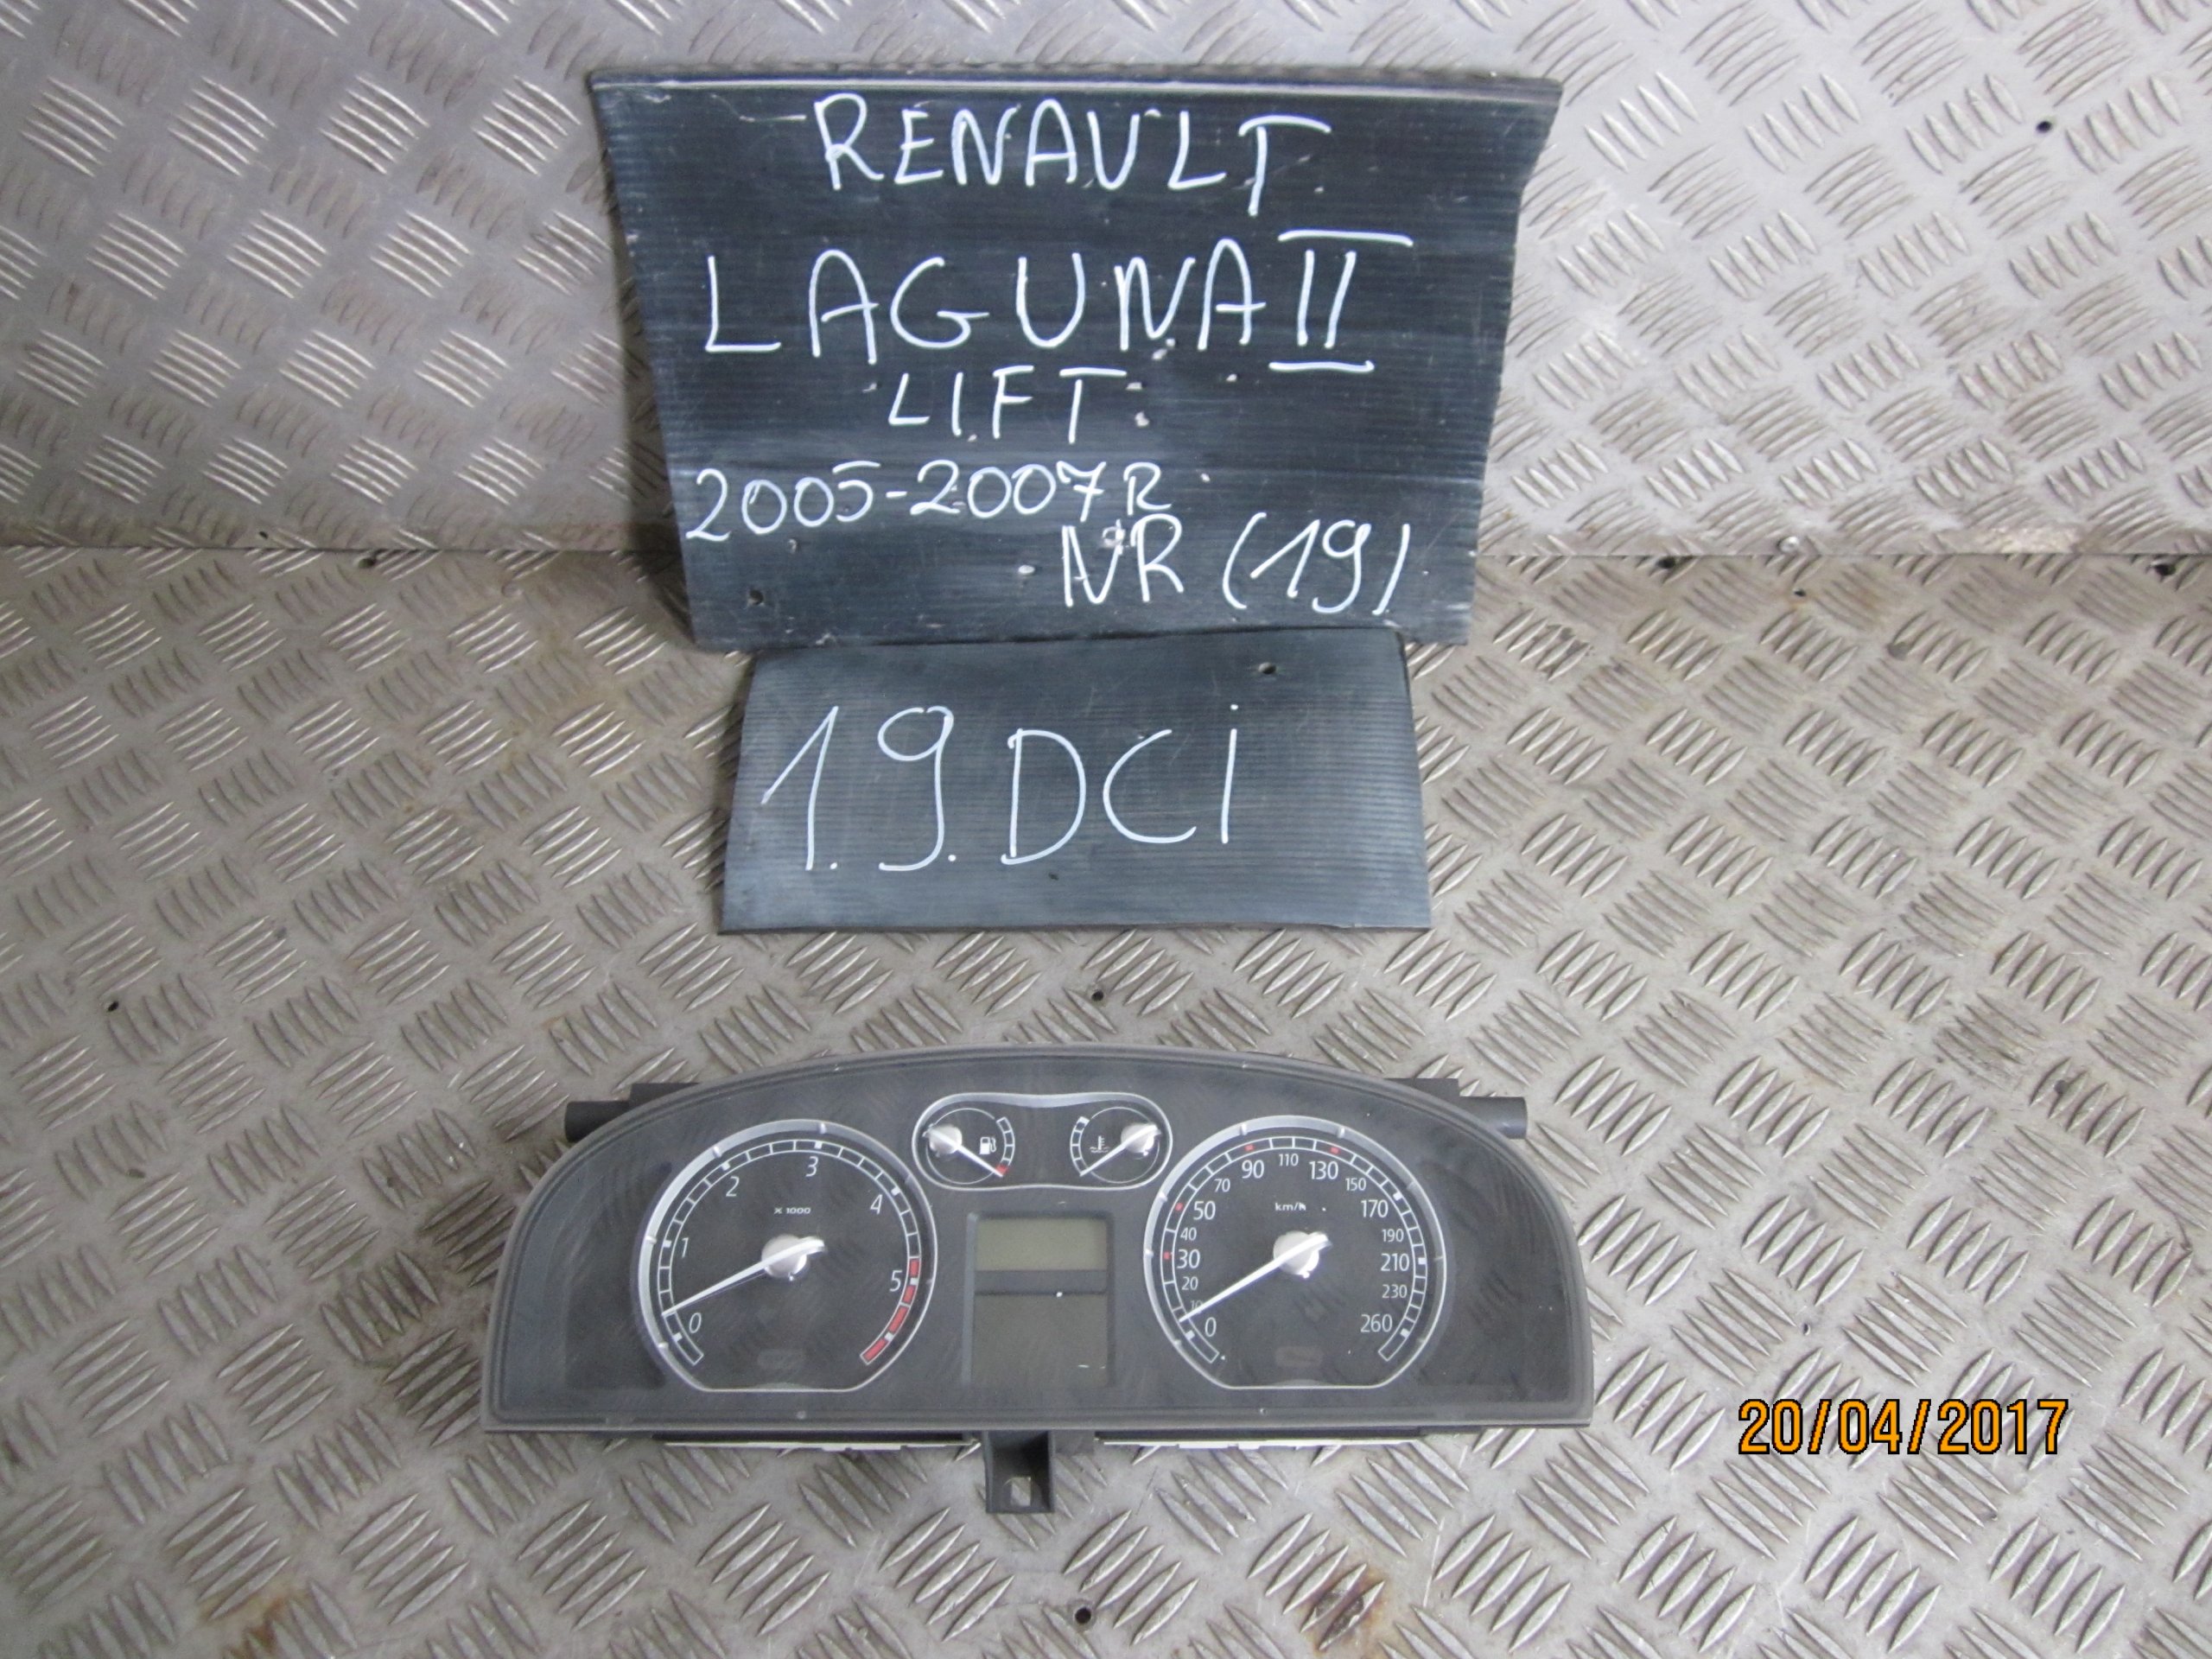 RENAULT
LAGUNA II
LIFT
2005-2007R
NR (19)
1.9.DCi
0 1 2 3 4 5
x 1000
0 10 20 30 40 50 70 90 110 130 150 170 190 210 230 260
km/h
20/04/2017